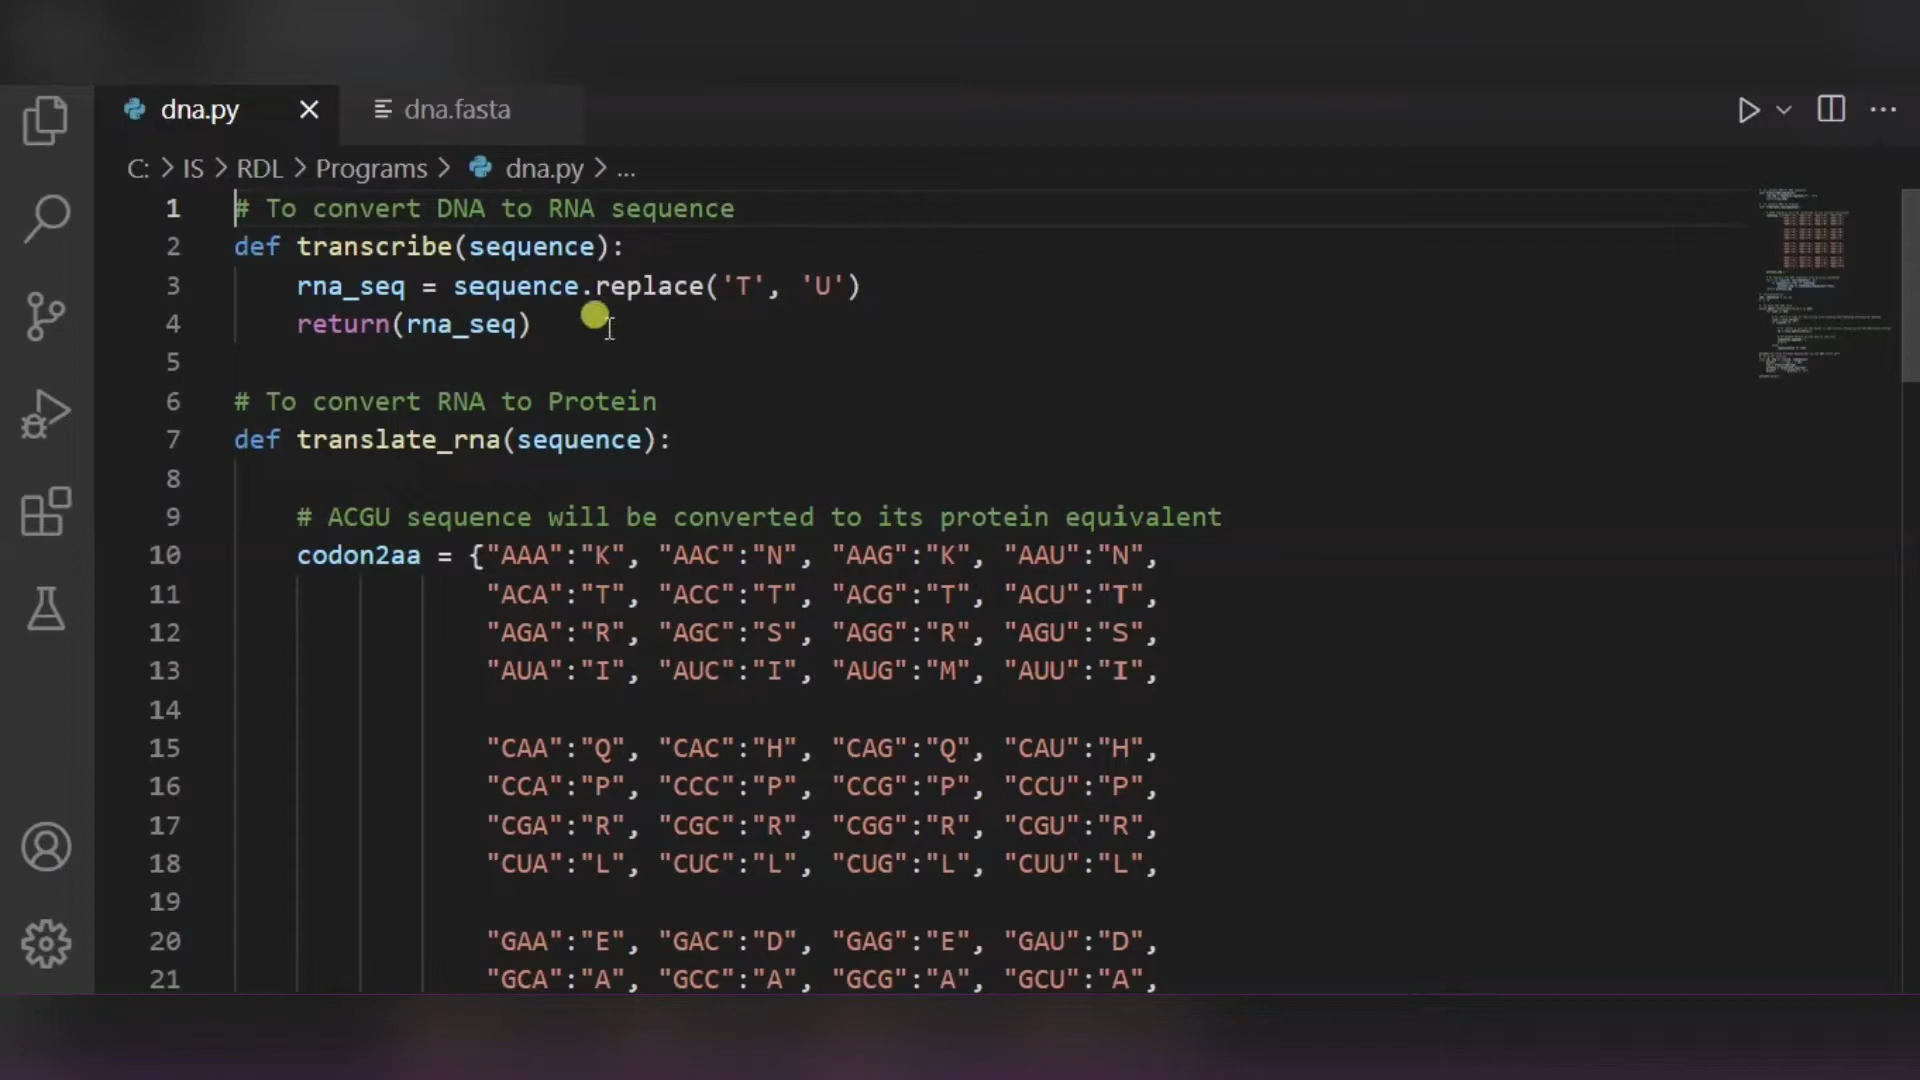 dna.py
dna.fasta
C: > IS > RDL > Programs > dna.py > ...
1 # To convert DNA to RNA sequence
2 def transcribe(sequence):
3     rna_seq = sequence.replace('T', 'U')
4     return(rna_seq)
5
6 # To convert RNA to Protein
7 def translate_rna(sequence):
8
9     # ACGU sequence will be converted to its protein equivalent
10     codon2aa = {"AAA":"K", "AAC":"N", "AAG":"K", "AAU":"N",
11                 "ACA":"T", "ACC":"T", "ACG":"T", "ACU":"T",
12                 "AGA":"R", "AGC":"S", "AGG":"R", "AGU":"S",
13                 "AUA":"I", "AUC":"I", "AUG":"M", "AUU":"I",
14
15                 "CAA":"Q", "CAC":"H", "CAG":"Q", "CAU":"H",
16                 "CCA":"P", "CCC":"P", "CCG":"P", "CCU":"P",
17                 "CGA":"R", "CGC":"R", "CGG":"R", "CGU":"R",
18                 "CUA":"L", "CUC":"L", "CUG":"L", "CUU":"L",
19
20                 "GAA":"E", "GAC":"D", "GAG":"E", "GAU":"D",
21                 "GCA":"A", "GCC":"A", "GCG":"A", "GCU":"A",